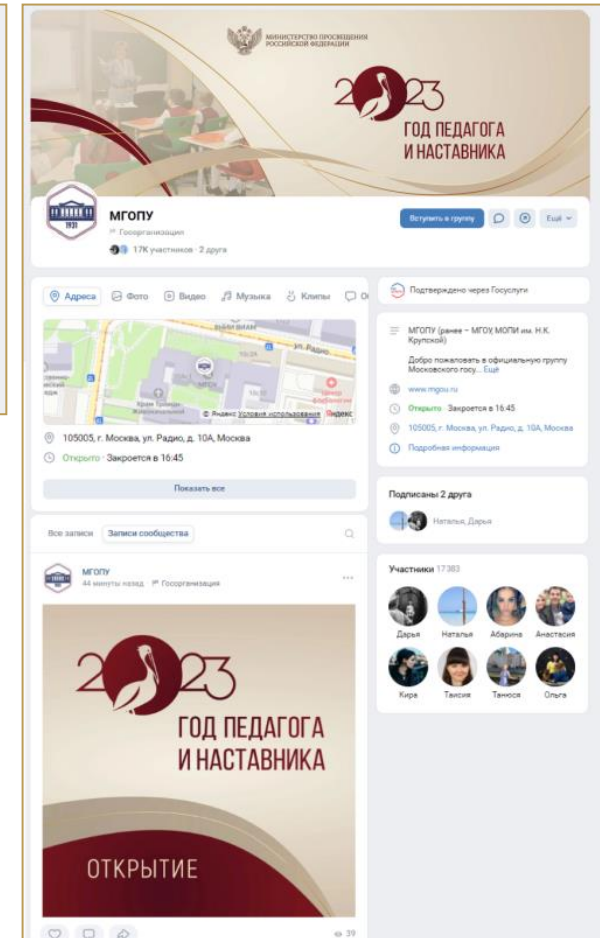 МИНИСТЕРСТВО ПРОСВЕЩЕНИЯ
РОССИЙСКОЙ ФЕДЕРАЦИИ
2023
ГОД ПЕДАГОГА
И НАСТАВНИКА
1931
МГОПУ
Госорганизация
17K участников · 2 друга
Вступить в группу
Ещё
Адреса Фото Видео Музыка Клипы
ул. Радио
© Яндекс Условия использования Яндекс
105005, г. Москва, ул. Радио, д. 10А, Москва
Открыто · Закроется в 16:45
Показать все
Подтверждено через Госуслуги
МГОПУ (ранее – МГОУ, МОПИ им. Н.К.
Крупской)
Добро пожаловать в официальную группу
Московского госу... Ещё
www.mgou.ru
Открыто · Закроется в 16:45
105005, г. Москва, ул. Радио, д. 10А, Москва
Подробная информация
Подписаны 2 друга
Наталья, Дарья
Участники 17383
Дарья Наталья Абарина Анастасия
Кира Таисия Танюся Ольга
Все записи Записи сообщества
МГОПУ
44 минуты назад · Госорганизация
2023
ГОД ПЕДАГОГА
И НАСТАВНИКА
ОТКРЫТИЕ
39